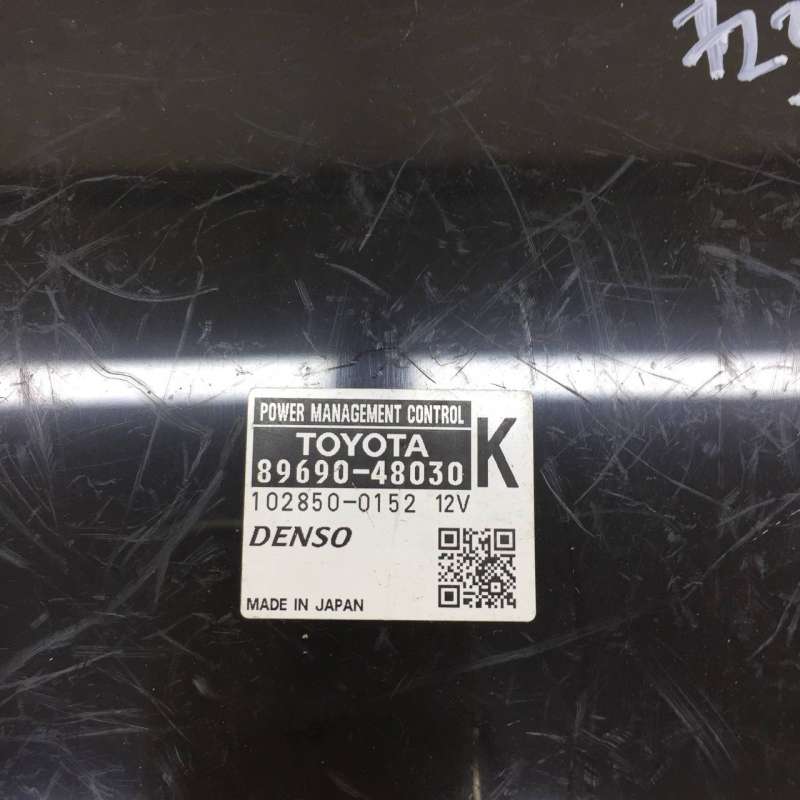 POWER MANAGEMENT CONTROL
TOYOTA
89690-48030
K
102850-0152 12V
DENSO
MADE IN JAPAN